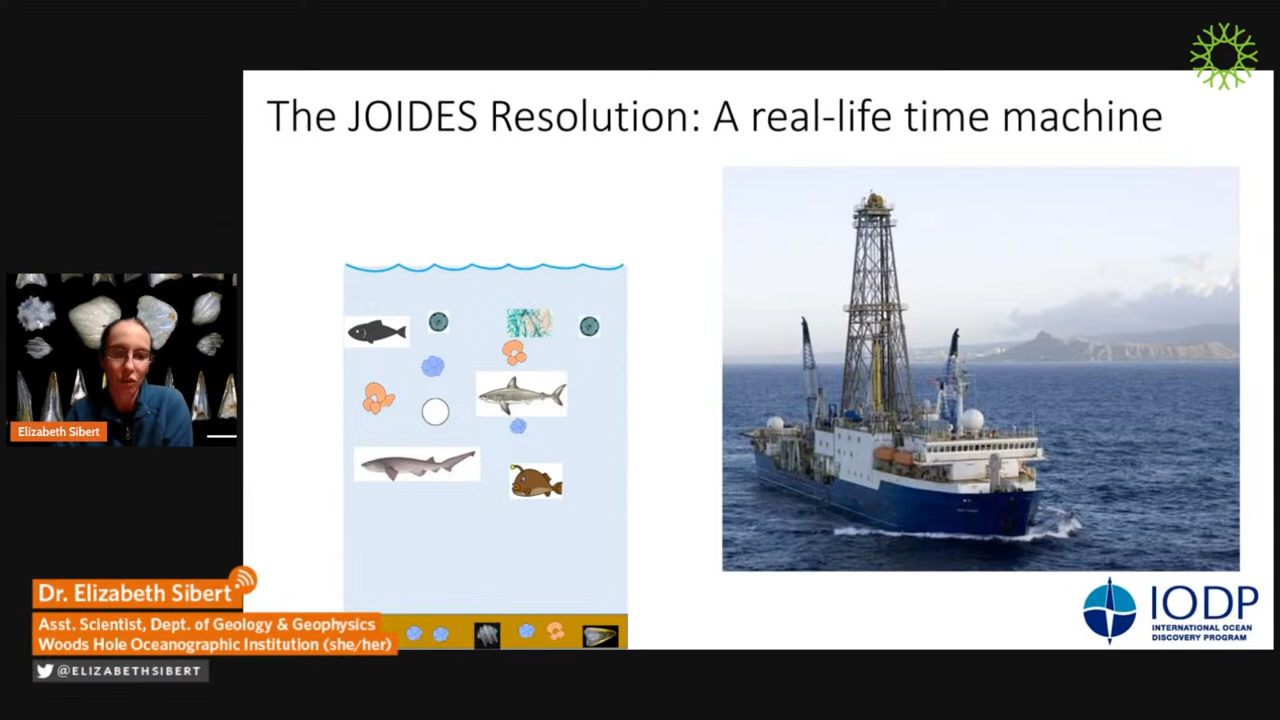 The JOIDES Resolution: A real-life time machine
Elizabeth Sibert
Dr. Elizabeth Sibert
Asst. Scientist, Dept. of Geology & Geophysics
Woods Hole Oceanographic Institution (she/her)
@ELIZABETHSIBERT
IODP
INTERNATIONAL OCEAN
DISCOVERY PROGRAM